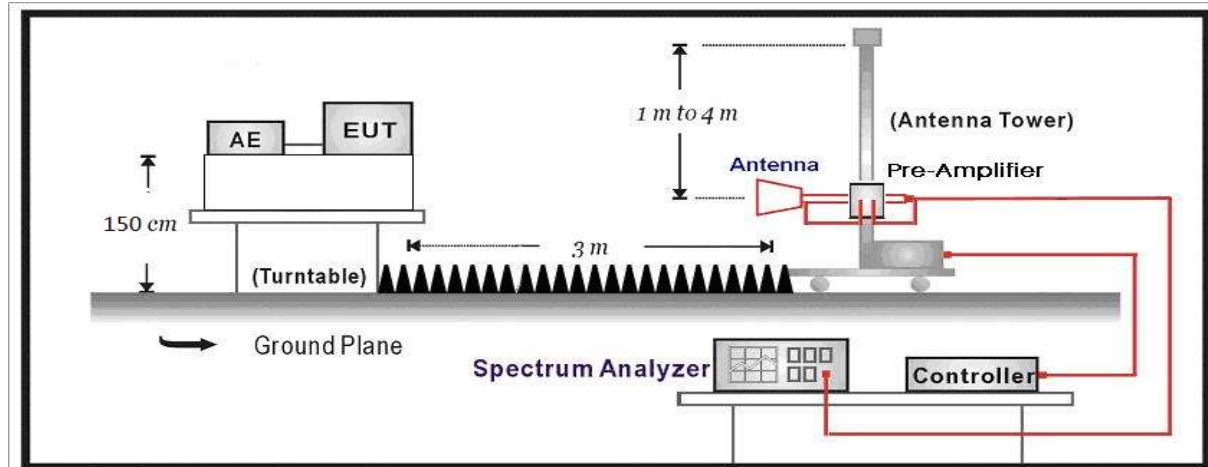 1 m to 4 m
(Antenna Tower)
AE
EUT
Antenna
Pre-Amplifier
150 cm
3 m
(Turntable)
Ground Plane
Spectrum Analyzer
Controller